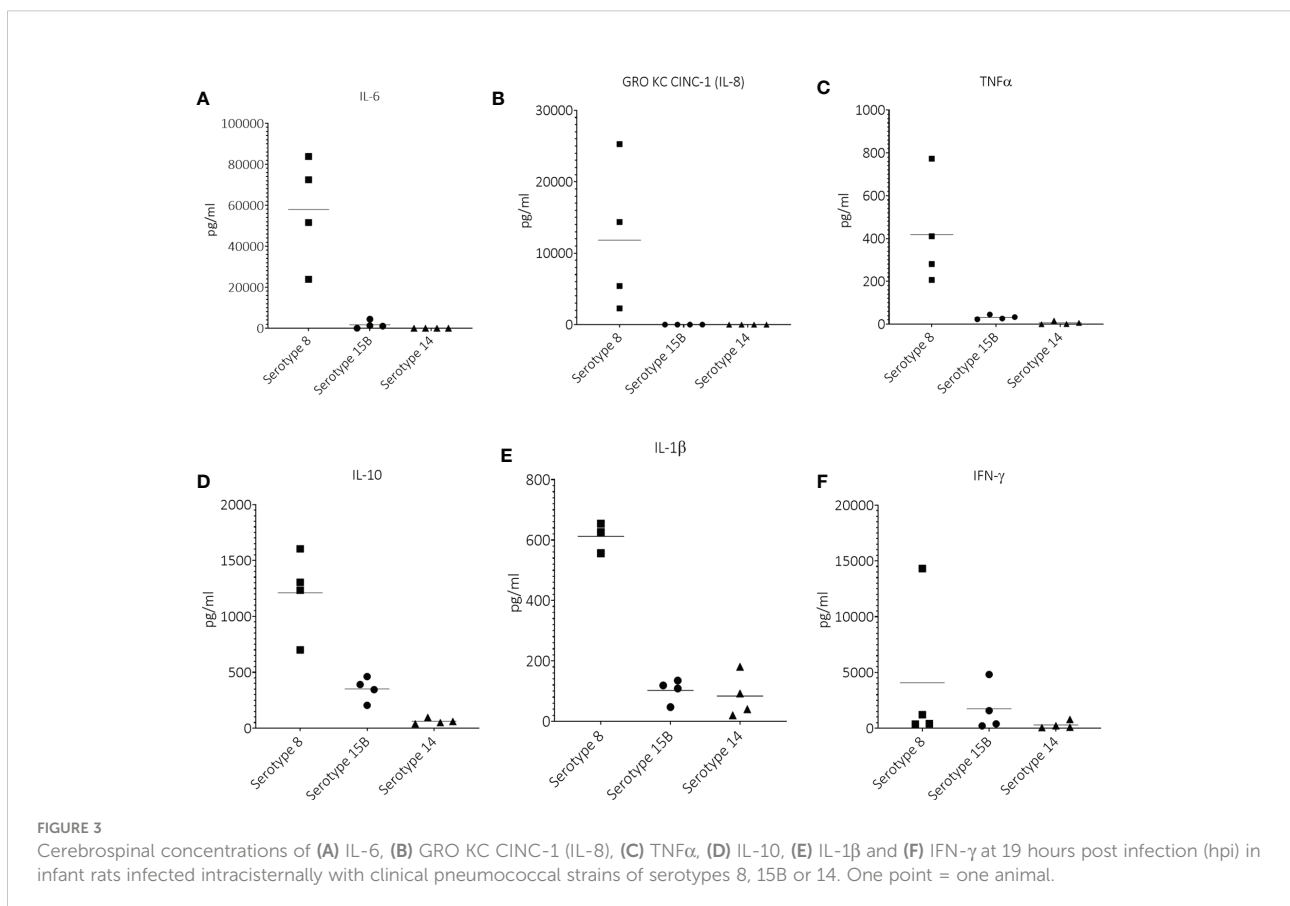 A
IL-6
100000
80000
60000
40000
20000
0
pg/ml
Serotype 8
Serotype 15B
Serotype 14
B
GRO KC CINC-1 (IL-8)
30000
20000
10000
0
pg/ml
Serotype 8
Serotype 15B
Serotype 14
C
TNFα
1000
800
600
400
200
0
pg/ml
Serotype 8
Serotype 15B
Serotype 14
D
IL-10
2000
1500
1000
500
0
pg/ml
Serotype 8
Serotype 15B
Serotype 14
E
IL-1β
800
600
400
200
0
pg/ml
Serotype 8
Serotype 15B
Serotype 14
F
IFN-γ
20000
15000
10000
5000
0
pg/ml
Serotype 8
Serotype 15B
Serotype 14
FIGURE 3
Cerebrospinal concentrations of (A) IL-6, (B) GRO KC CINC-1 (IL-8), (C) TNFα, (D) IL-10, (E) IL-1β and (F) IFN-γ at 19 hours post infection (hpi) in
infant rats infected intracisternally with clinical pneumococcal strains of serotypes 8, 15B or 14. One point = one animal.